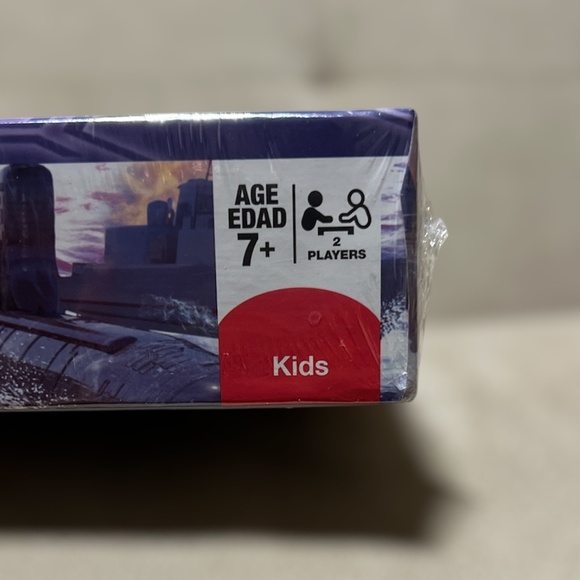 AGE
EDAD
7+
2
PLAYERS
Kids